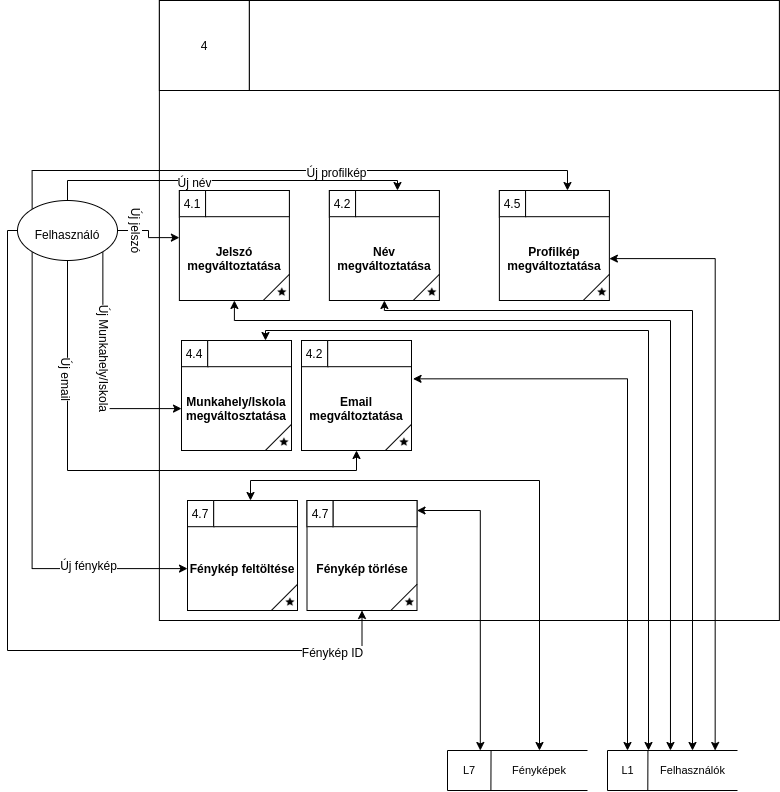 4
Új profilkép
Új név
4.1
4.2
4.5
Felhasználó
Új jelszó
Jelszó
megváltoztatása
Név
megváltoztatása
Profilkép
megváltoztatása
Új Munkahely/Iskola
Új email
4.4
4.2
Munkahely/Iskola
megváltosztatása
Email
megváltoztatása
4.7
4.7
Új fénykép
Fénykép feltöltése
Fénykép törlése
Fénykép ID
L7
Fényképek
L1
Felhasználók